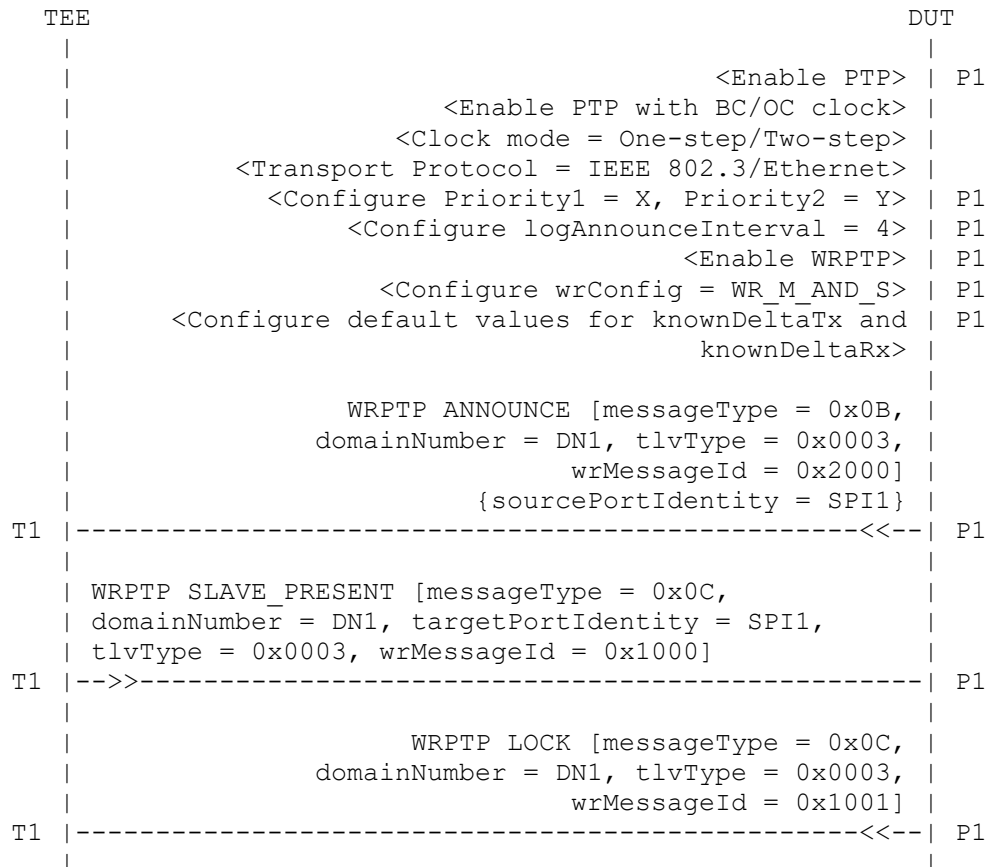 TEE DUT
| |
| <Enable PTP> | P1
| <Enable PTP with BC/OC clock> |
| <Clock mode = One-step/Two-step> |
| <Transport Protocol = IEEE 802.3/Ethernet> |
| <Configure Priority1 = X, Priority2 = Y> | P1
| <Configure logAnnounceInterval = 4> | P1
| <Enable WRPTP> | P1
| <Configure wrConfig = WR_M_AND_S> | P1
| <Configure default values for knownDeltaTx and | P1
| knownDeltaRx> |
| |
| WRPTP ANNOUNCE [messageType = 0x0B, |
| domainNumber = DN1, tlvType = 0x0003, |
| wrMessageId = 0x2000] |
| {sourcePortIdentity = SPI1} |
T1 |--------------------------------------------------<<--| P1
| |
| WRPTP SLAVE_PRESENT [messageType = 0x0C, |
| domainNumber = DN1, targetPortIdentity = SPI1, |
| tlvType = 0x0003, wrMessageId = 0x1000] |
T1 |-->>--------------------------------------------------| P1
| |
| WRPTP LOCK [messageType = 0x0C, |
| domainNumber = DN1, tlvType = 0x0003, |
| wrMessageId = 0x1001] |
T1 |--------------------------------------------------<<--| P1
| |